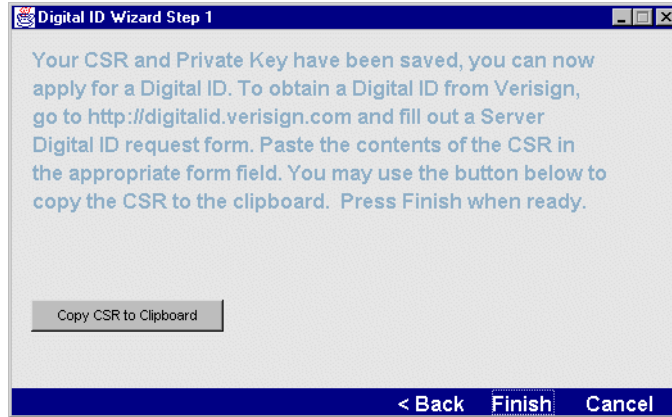 Digital ID Wizard Step 1
Your CSR and Private Key have been saved, you can now
apply for a Digital ID. To obtain a Digital ID from Verisign,
go to http://digitalid.verisign.com and fill out a Server
Digital ID request form. Paste the contents of the CSR in
the appropriate form field. You may use the button below to
copy the CSR to the clipboard.  Press Finish when ready.
Copy CSR to Clipboard
< Back Finish Cancel